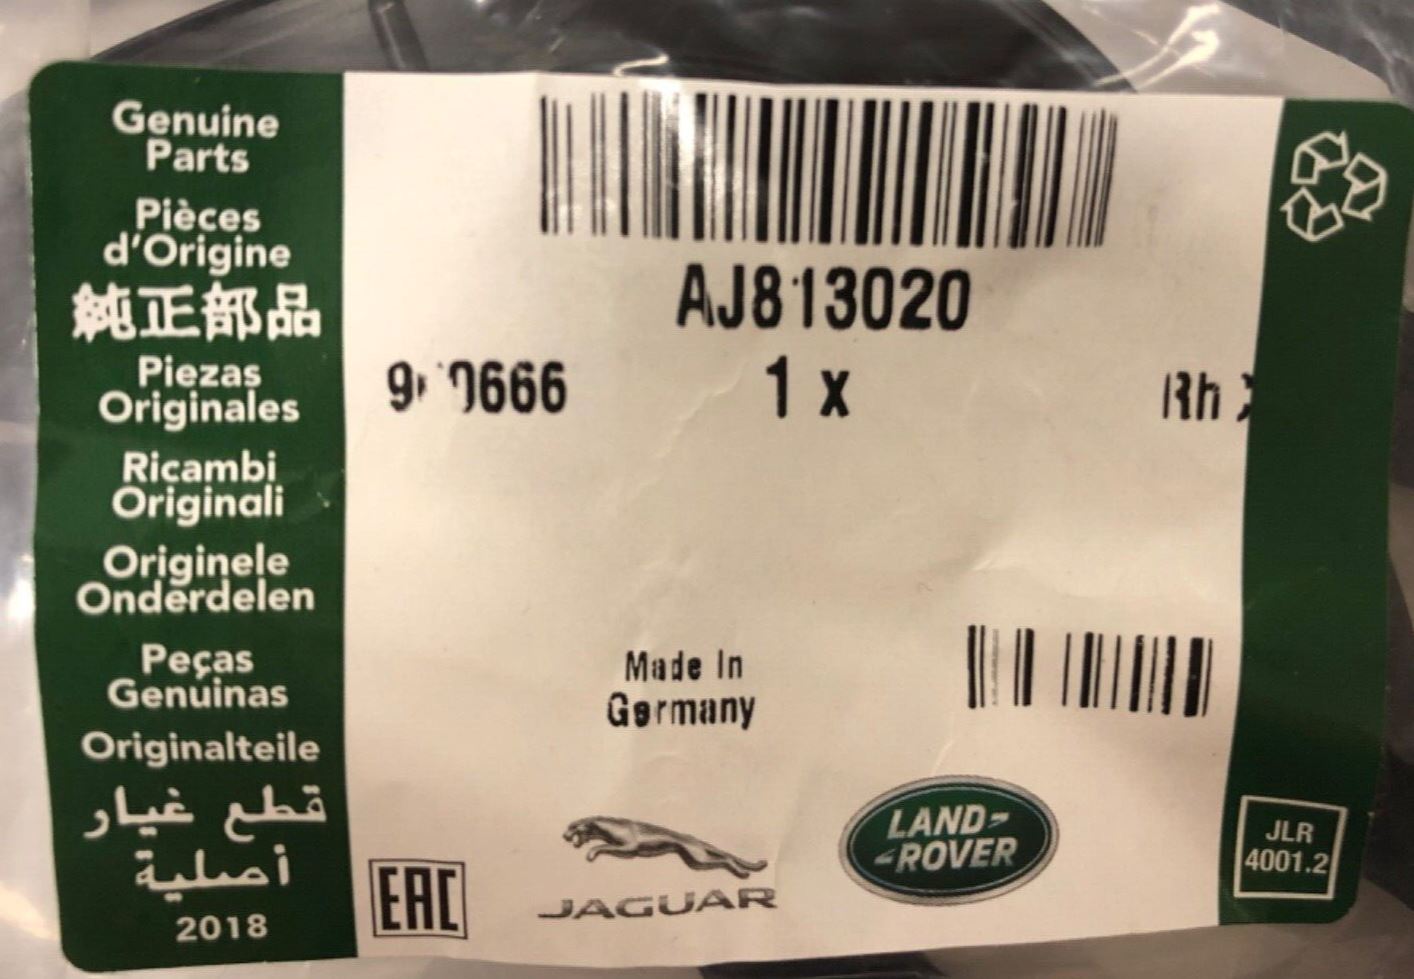 Genuine
Parts
Pièces
d'Origine
純正部品
Piezas
Originales
Ricambi
Originali
Originele
Onderdelen
Peças
Genuinas
Originalteile
قطع غيار
أصلية
2018
AJ813020
1 x
Rh
Made In
Germany
EAC
JAGUAR
LAND-
-ROVER
JLR
4001.2